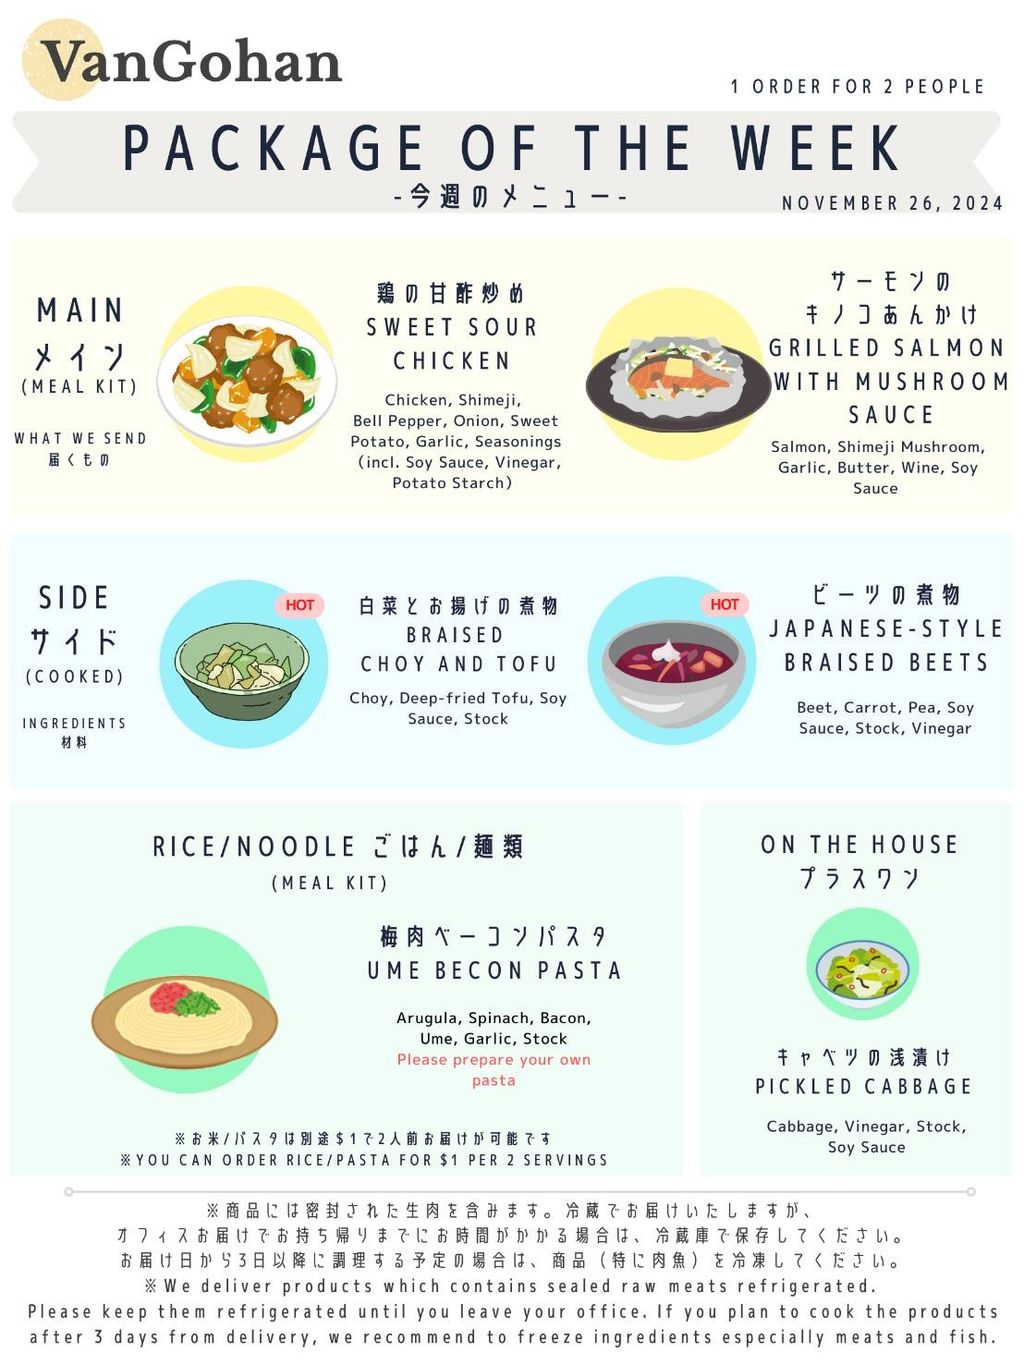 VanGohan
1 ORDER FOR 2 PEOPLE
PACKAGE OF THE WEEK
-今週のメニュー-
NOVEMBER 26, 2024
MAIN
メイン
(MEAL KIT)
WHAT WE SEND
届くもの
鶏の甘酢炒め
SWEET SOUR
CHICKEN
Chicken, Shimeji,
Bell Pepper, Onion, Sweet
Potato, Garlic, Seasonings
(incl. Soy Sauce, Vinegar,
Potato Starch)
サーモンの
キノコあんかけ
GRILLED SALMON
WITH MUSHROOM
SAUCE
Salmon, Shimeji Mushroom,
Garlic, Butter, Wine, Soy
Sauce
SIDE
サイド
(COOKED)
INGREDIENTS
材料
HOT
白菜とお揚げの煮物
BRAISED
CHOY AND TOFU
Choy, Deep-fried Tofu, Soy
Sauce, Stock
HOT
ビーツの煮物
JAPANESE-STYLE
BRAISED BEETS
Beet, Carrot, Pea, Soy
Sauce, Stock, Vinegar
RICE/NOODLE ごはん/麺類
(MEAL KIT)
梅肉ベーコンパスタ
UME BECON PASTA
Arugula, Spinach, Bacon,
Ume, Garlic, Stock
Please prepare your own
pasta
※お米/パスタは別途$1で2人前お届けが可能です
※YOU CAN ORDER RICE/PASTA FOR $1 PER 2 SERVINGS
ON THE HOUSE
プラスワン
キャベツの浅漬け
PICKLED CABBAGE
Cabbage, Vinegar, Stock,
Soy Sauce
※商品には密封された生肉を含みます。冷蔵でお届けいたしますが、
オフィスお届けでお持ち帰りまでにお時間がかかる場合は、冷蔵庫で保存してください。
お届け日から3日以降に調理する予定の場合は、商品（特に肉魚）を冷凍してください。
※We deliver products which contains sealed raw meats refrigerated.
Please keep them refrigerated until you leave your office. If you plan to cook the products
after 3 days from delivery, we recommend to freeze ingredients especially meats and fish.